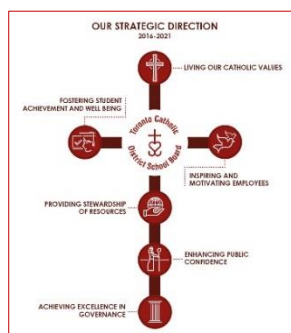 OUR STRATEGIC DIRECTION
2016-2021
LIVING OUR CATHOLIC VALUES
FOSTERING STUDENT
ACHIEVEMENT AND WELL BEING
Toronto Catholic
District School Board
INSPIRING AND
MOTIVATING EMPLOYEES
PROVIDING STEWARDSHIP
OF RESOURCES
ENHANCING PUBLIC
CONFIDENCE
ACHIEVING EXCELLENCE IN
GOVERNANCE